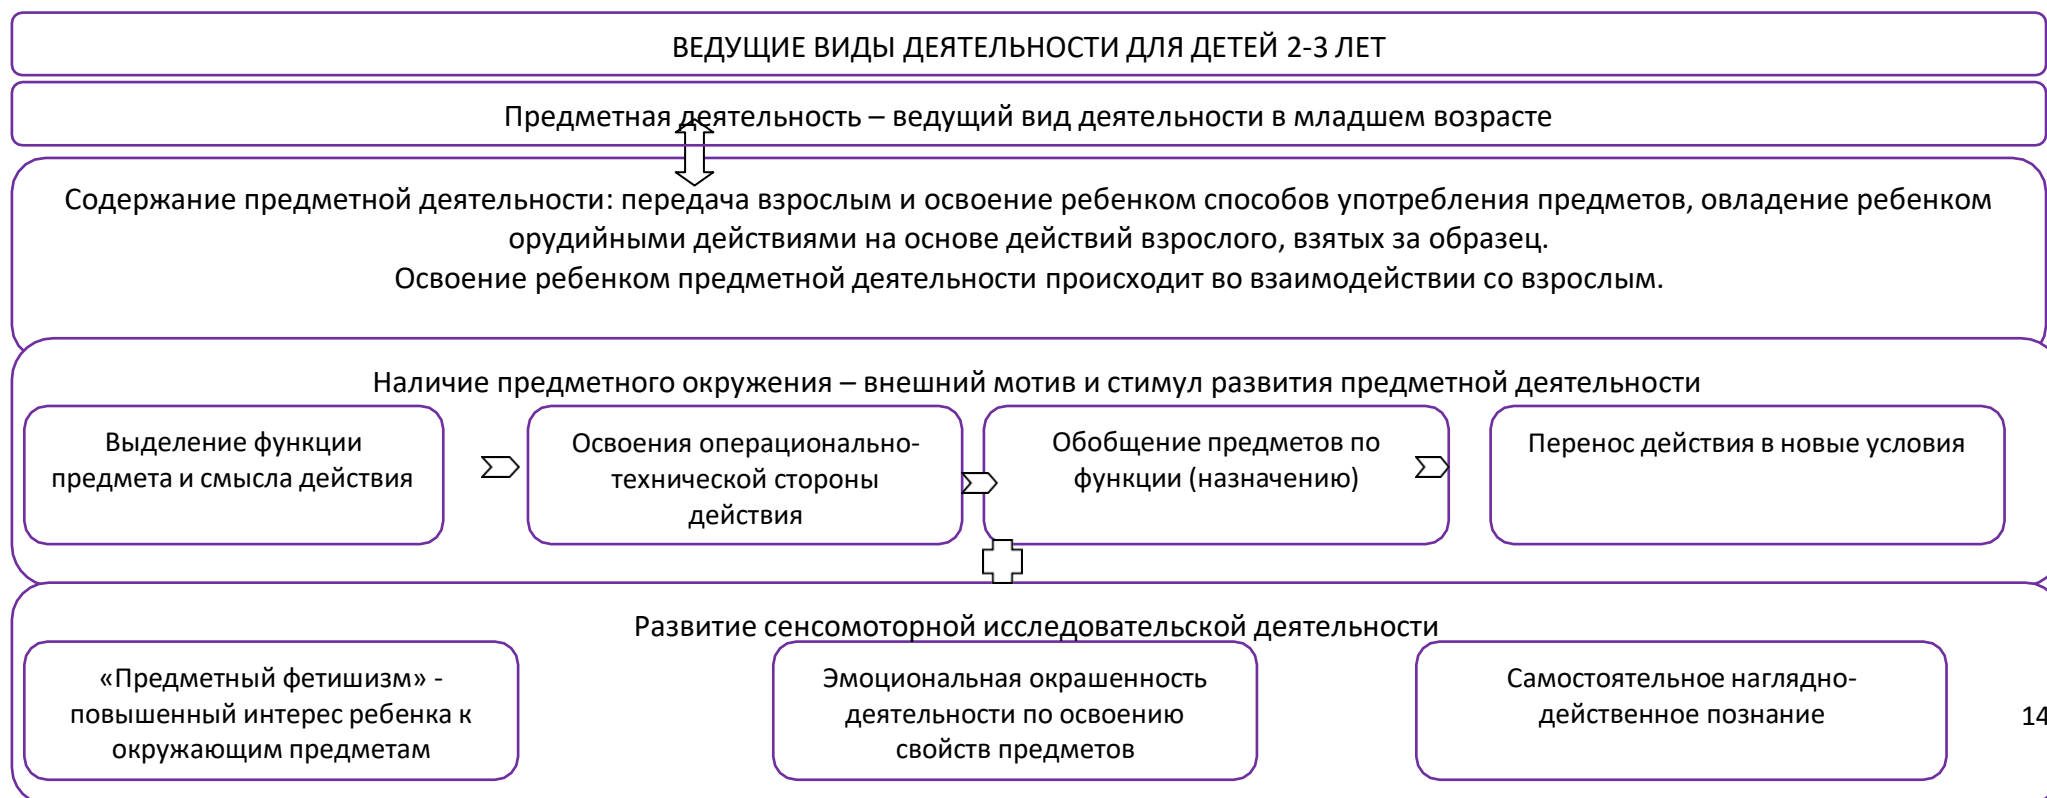 ВЕДУЩИЕ ВИДЫ ДЕЯТЕЛЬНОСТИ ДЛЯ ДЕТЕЙ 2-3 ЛЕТ
Предметная деятельность – ведущий вид деятельности в младшем возрасте
Содержание предметной деятельности: передача взрослым и освоение ребенком способов употребления предметов, овладение ребенком
орудийными действиями на основе действий взрослого, взятых за образец.
Освоение ребенком предметной деятельности происходит во взаимодействии со взрослым.
Наличие предметного окружения – внешний мотив и стимул развития предметной деятельности
Выделение функции
предмета и смысла действия
Освоения операционально-
технической стороны
действия
Обобщение предметов по
функции (назначению)
Перенос действия в новые условия
Развитие сенсомоторной исследовательской деятельности
«Предметный фетишизм» -
повышенный интерес ребенка к
окружающим предметам
Эмоциональная окрашенность
деятельности по освоению
свойств предметов
Самостоятельное наглядно-
действенное познание
14